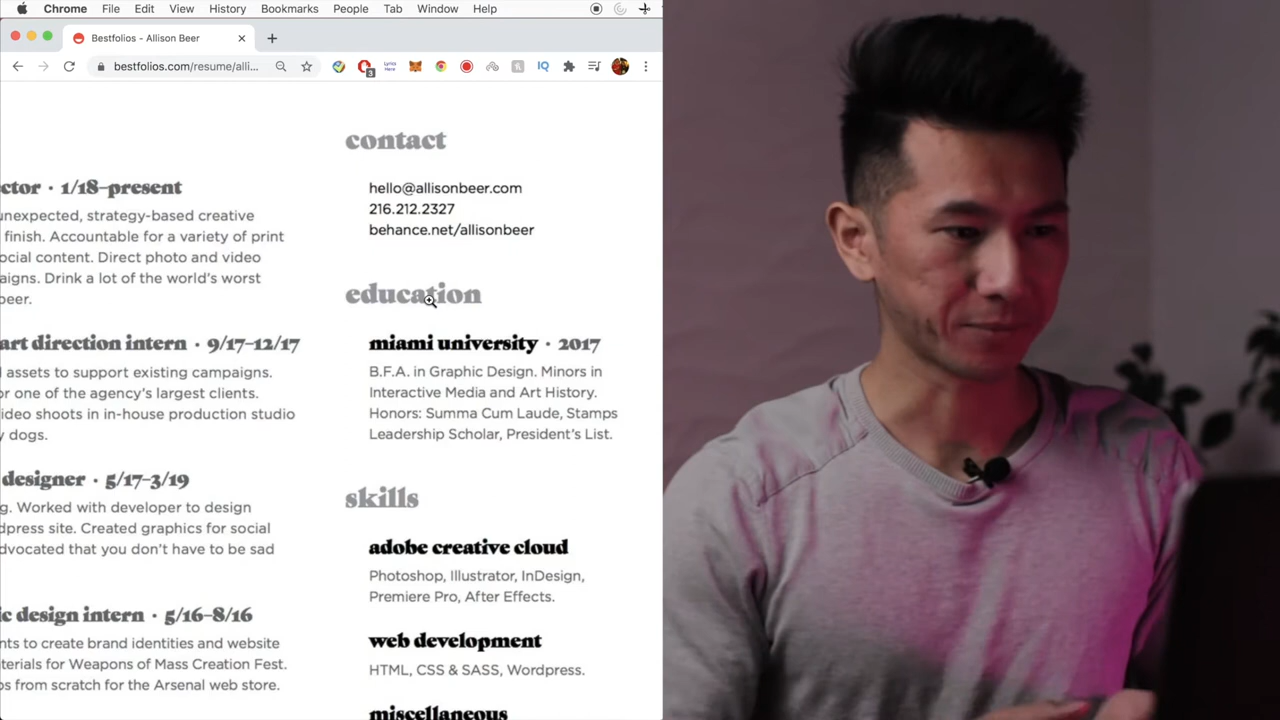 Chrome File Edit View History Bookmarks People Tab Window Help
Bestfolios - Allison Beer
bestfolios.com/resume/alli...
3
Lyrics Here
IQ
contact
hello@allisonbeer.com
216.212.2327
behance.net/allisonbeer
education
miami university · 2017
B.F.A. in Graphic Design. Minors in
Interactive Media and Art History.
Honors: Summa Cum Laude, Stamps
Leadership Scholar, President's List.
skills
adobe creative cloud
Photoshop, Illustrator, InDesign,
Premiere Pro, After Effects.
web development
HTML, CSS & SASS, Wordpress.
miscellaneous
ctor · 1/18–present
unexpected, strategy-based creative
finish. Accountable for a variety of print
ocial content. Direct photo and video
aigns. Drink a lot of the world's worst
beer.
art direction intern · 9/17–12/17
assets to support existing campaigns.
or one of the agency's largest clients.
ideo shoots in in-house production studio
y dogs.
designer · 5/17–3/19
g. Worked with developer to design
dpress site. Created graphics for social
dvocated that you don't have to be sad
ic design intern · 5/16–8/16
nts to create brand identities and website
terials for Weapons of Mass Creation Fest.
os from scratch for the Arsenal web store.